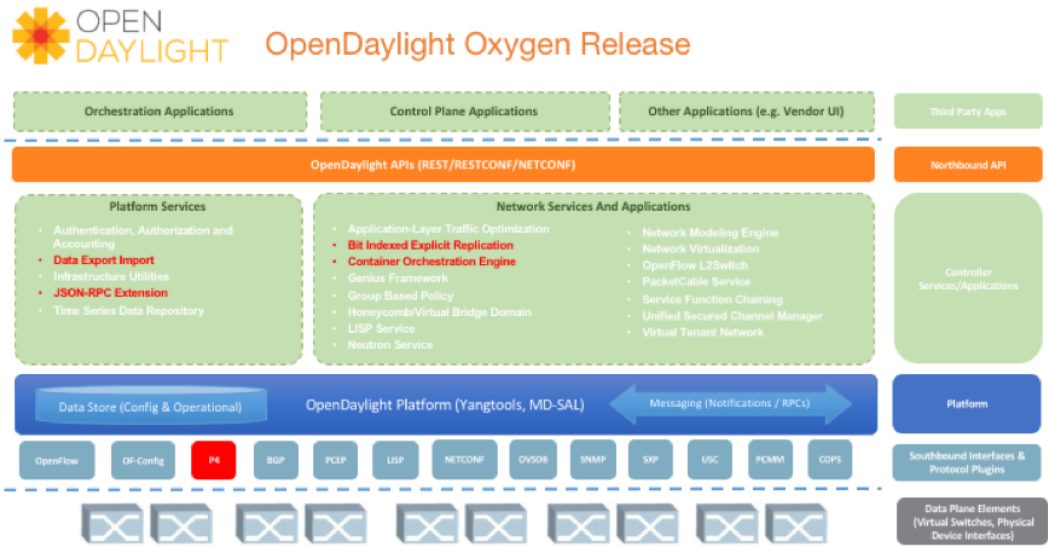 OPEN
DAYLIGHT
OpenDaylight Oxygen Release
Orchestration Applications
Control Plane Applications
Other Applications (e.g. Vendor UI)
Third Party Apps
OpenDaylight APIs (REST/RESTCONF/NETCONF)
Northbound API
Platform Services
• Authentication, Authorization and
Accounting
• Data Export Import
• Infrastructure Utilities
• JSON-RPC Extension
• Time Series Data Repository
Network Services And Applications
• Application-Layer Traffic Optimization
• Bit Indexed Explicit Replication
• Container Orchestration Engine
• Genius Framework
• Group Based Policy
• Honeycomb/Virtual Bridge Domain
• LISP Service
• Neutron Service
• Network Modeling Engine
• Network Virtualization
• OpenFlow L2Switch
• PacketCable Service
• Service Function Chaining
• Unified Secured Channel Manager
• Virtual Tenant Network
Controller
Services/Applications
Data Store (Config & Operational)
OpenDaylight Platform (Yangtools, MD-SAL)
Messaging (Notifications / RPCs)
Platform
OpenFlow
OF-Config
P4
BGP
PCEP
LISP
NETCONF
OVSDB
SNMP
SXP
USC
PCMM
COPS
Southbound Interfaces &
Protocol Plugins
Data Plane Elements
(Virtual Switches, Physical
Device Interfaces)